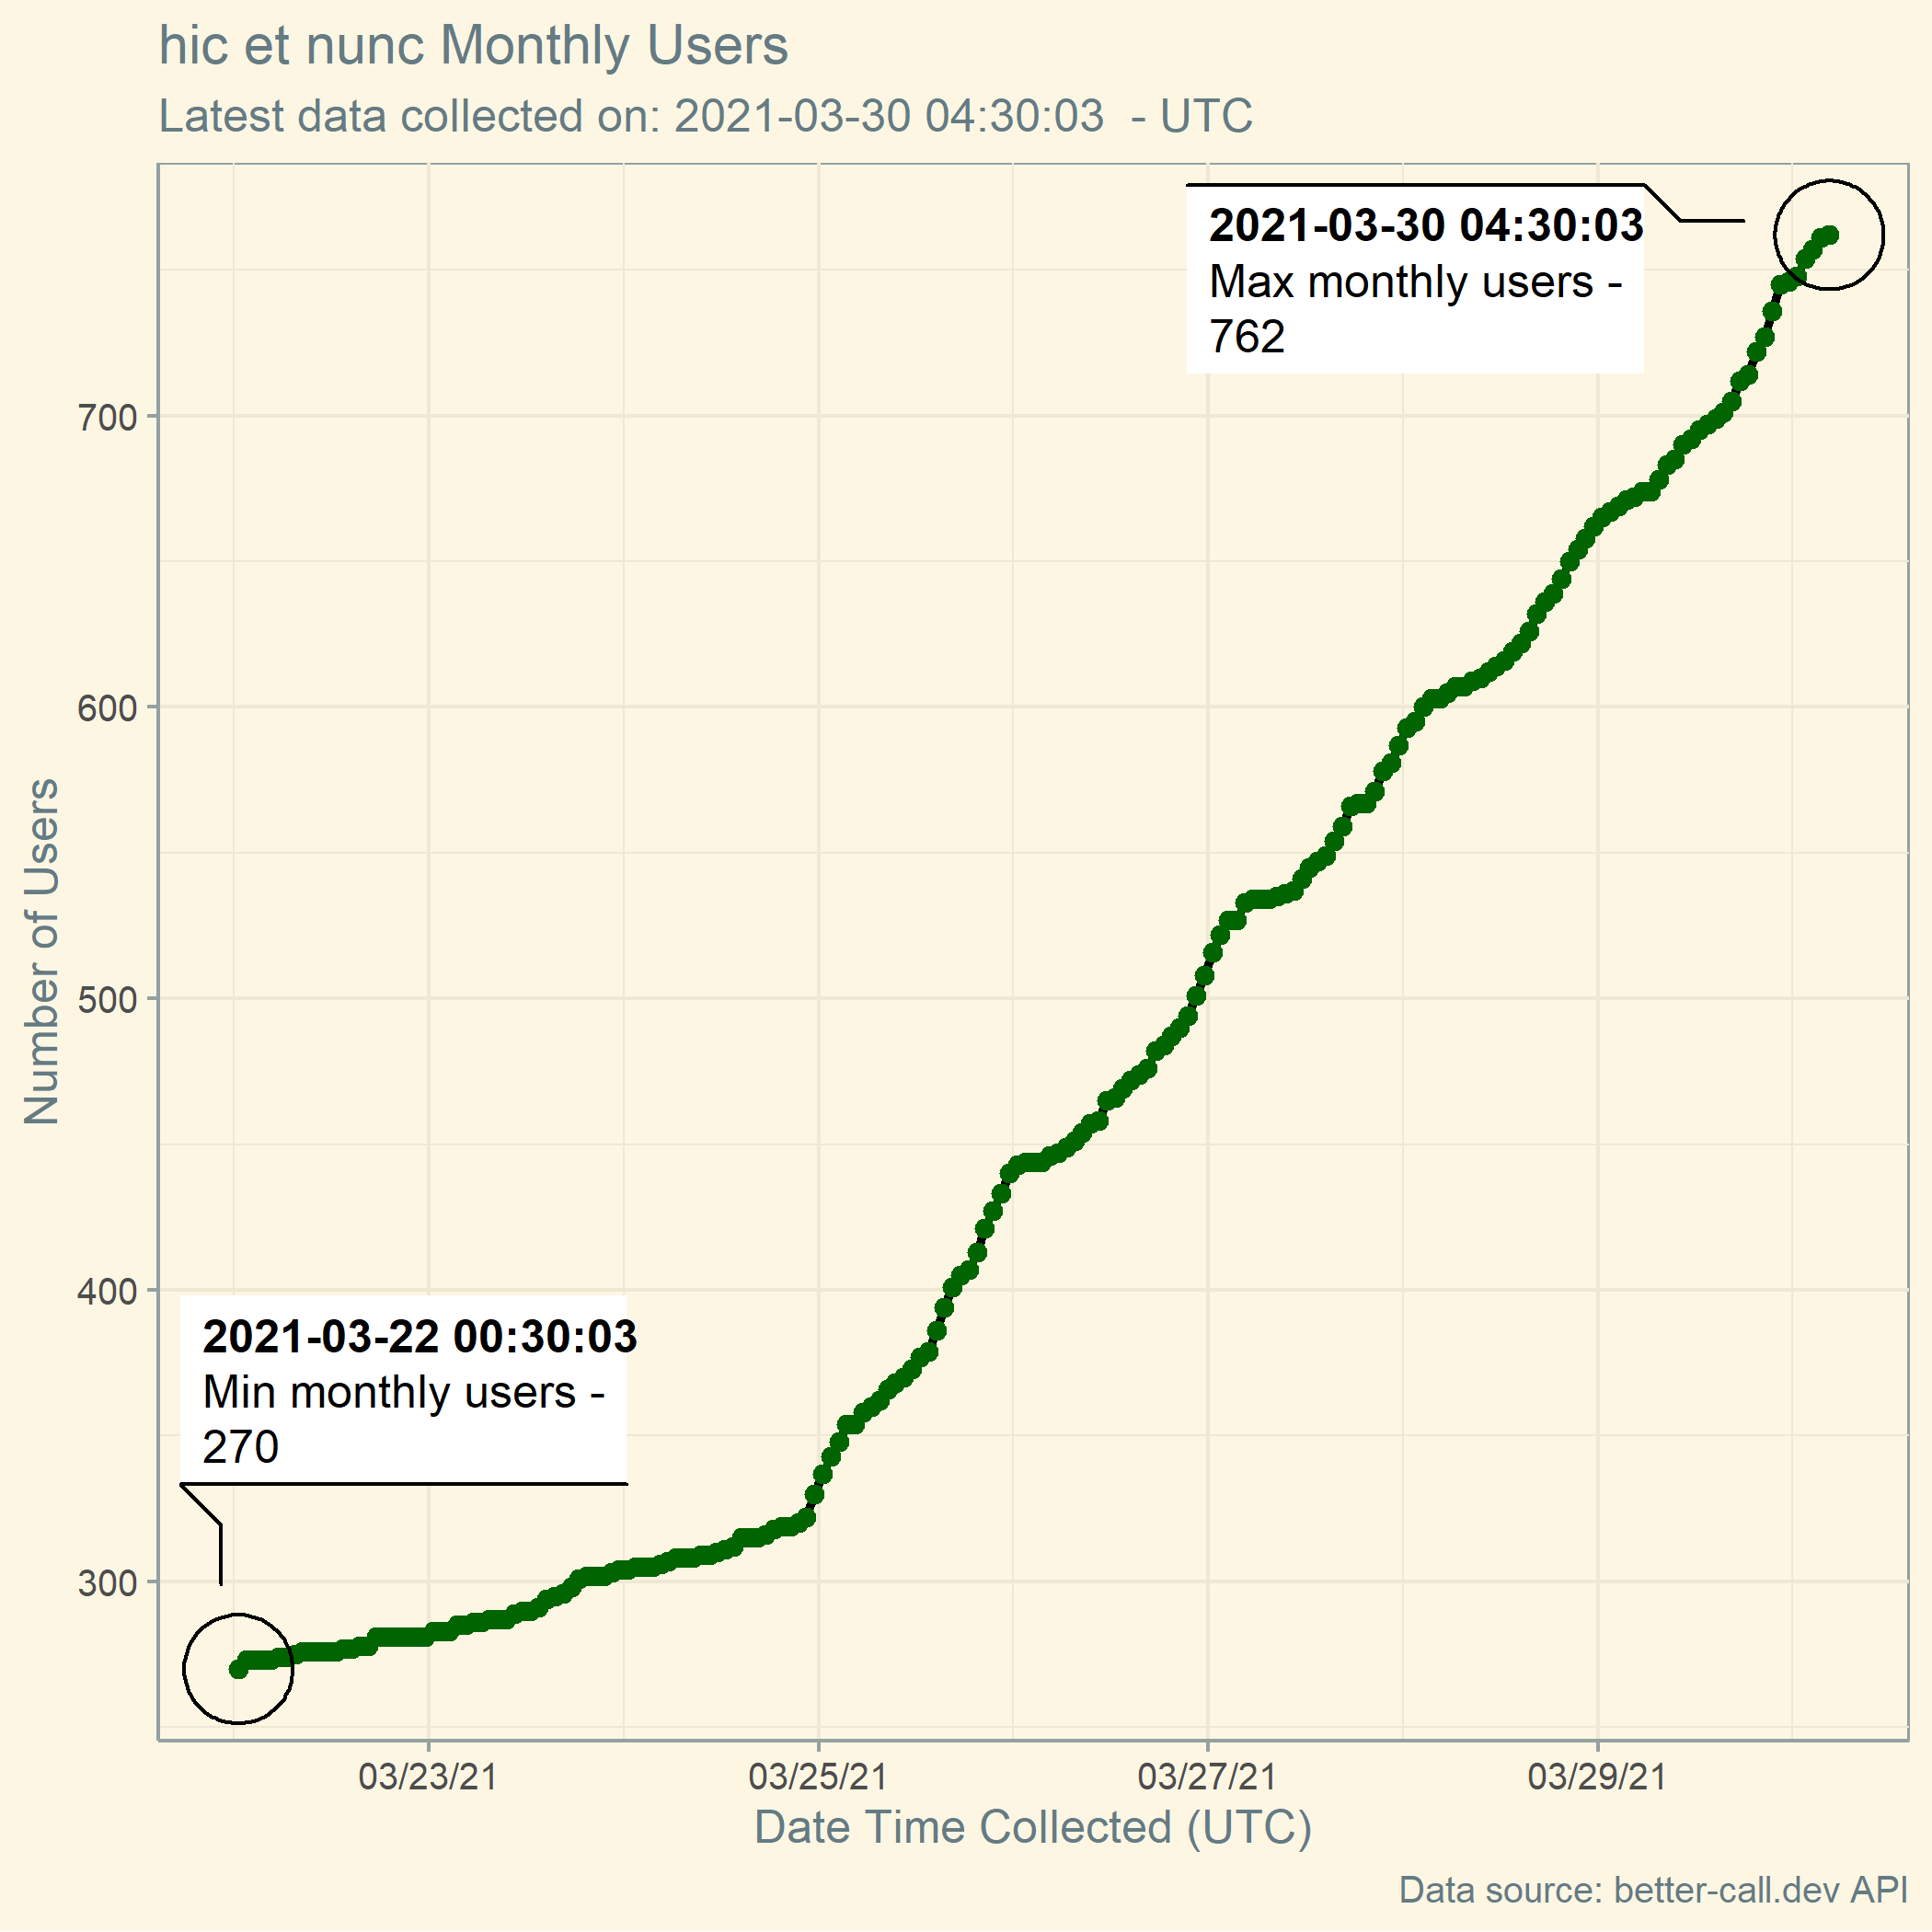 hic et nunc Monthly Users
Latest data collected on: 2021-03-30 04:30:03  - UTC
2021-03-30 04:30:03
Max monthly users -
762
700
600
500
400
300
Number of Users
2021-03-22 00:30:03
Min monthly users -
270
03/23/21 03/25/21 03/27/21 03/29/21
Date Time Collected (UTC)
Data source: better-call.dev API